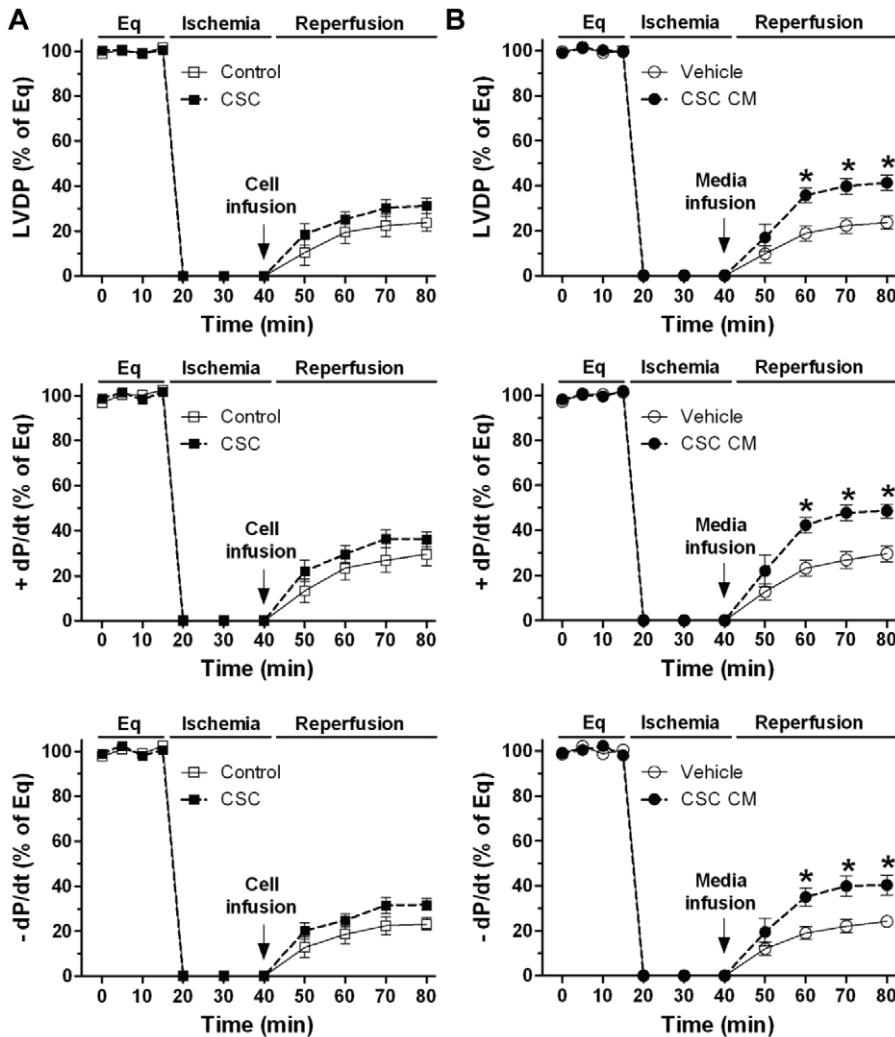 A
Eq Ischemia Reperfusion
LVDP (% of Eq)
100
80
60
40
20
0
Control
CSC
Cell
infusion
0 10 20 30 40 50 60 70 80
Time (min)
B
Eq Ischemia Reperfusion
LVDP (% of Eq)
100
80
60
40
20
0
Vehicle
CSC CM
Media
infusion
* * *
0 10 20 30 40 50 60 70 80
Time (min)
Eq Ischemia Reperfusion
+ dP/dt (% of Eq)
100
80
60
40
20
0
Control
CSC
Cell
infusion
0 10 20 30 40 50 60 70 80
Time (min)
Eq Ischemia Reperfusion
+ dP/dt (% of Eq)
100
80
60
40
20
0
Vehicle
CSC CM
Media
infusion
* * *
0 10 20 30 40 50 60 70 80
Time (min)
Eq Ischemia Reperfusion
- dP/dt (% of Eq)
100
80
60
40
20
0
Control
CSC
Cell
infusion
0 10 20 30 40 50 60 70 80
Time (min)
Eq Ischemia Reperfusion
- dP/dt (% of Eq)
100
80
60
40
20
0
Vehicle
CSC CM
Media
infusion
* * *
0 10 20 30 40 50 60 70 80
Time (min)